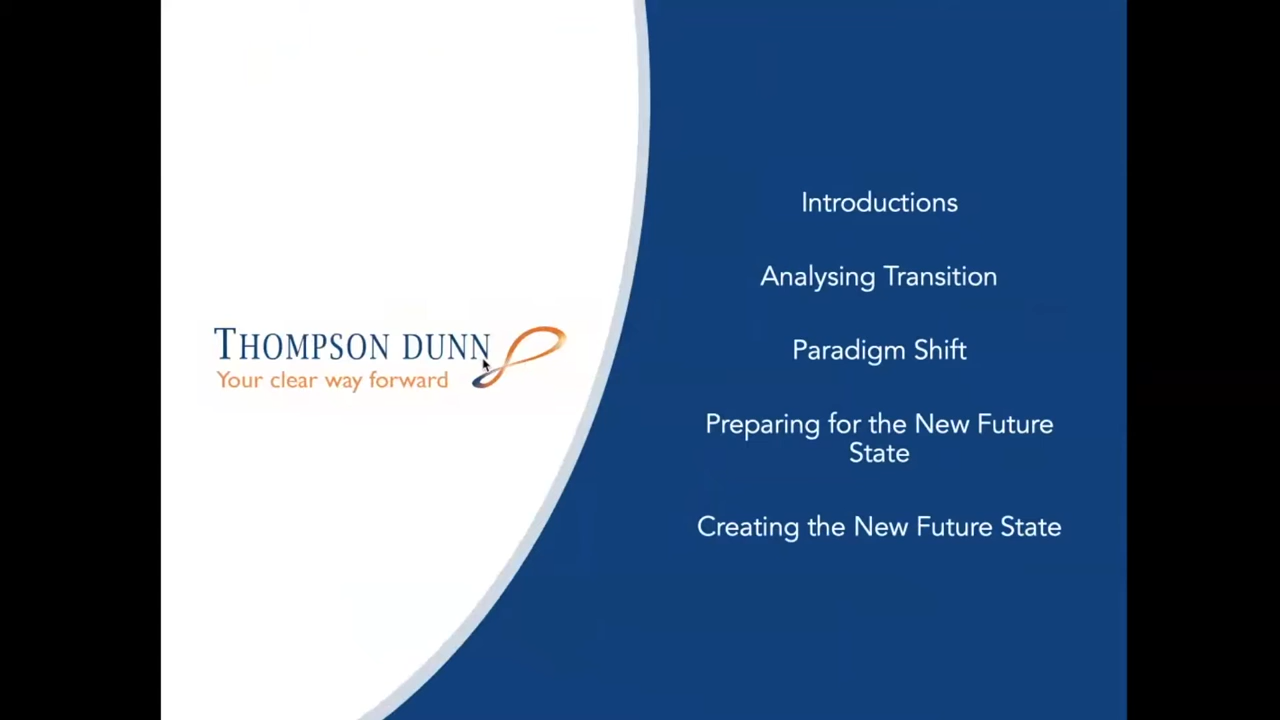 THOMPSON DUNN
Your clear way forward
Introductions
Analysing Transition
Paradigm Shift
Preparing for the New Future
State
Creating the New Future State